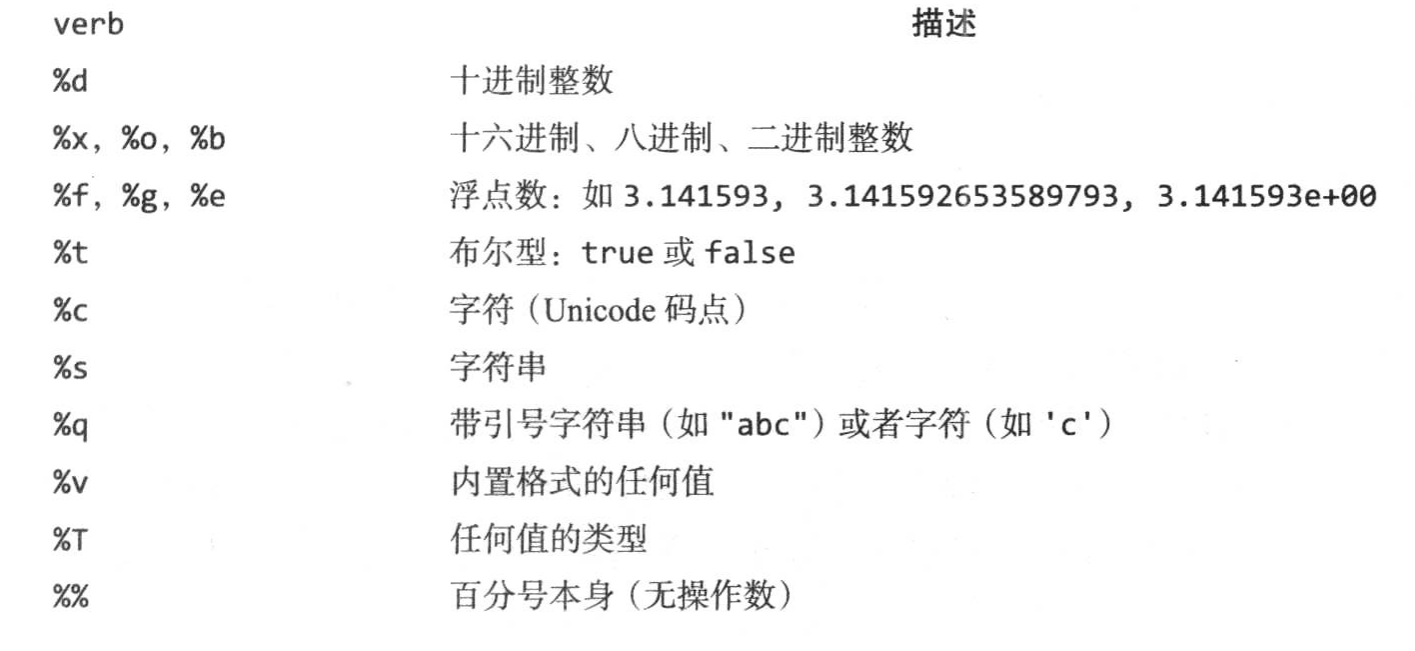 verb 描述
%d 十进制整数
%x, %o, %b 十六进制、八进制、二进制整数
%f, %g, %e 浮点数：如 3.141593, 3.141592653589793, 3.141593e+00
%t 布尔型：true 或 false
%c 字符（Unicode 码点）
%s 字符串
%q 带引号字符串（如 "abc"）或者字符（如 'c'）
%v 内置格式的任何值
%T 任何值的类型
%% 百分号本身（无操作数）